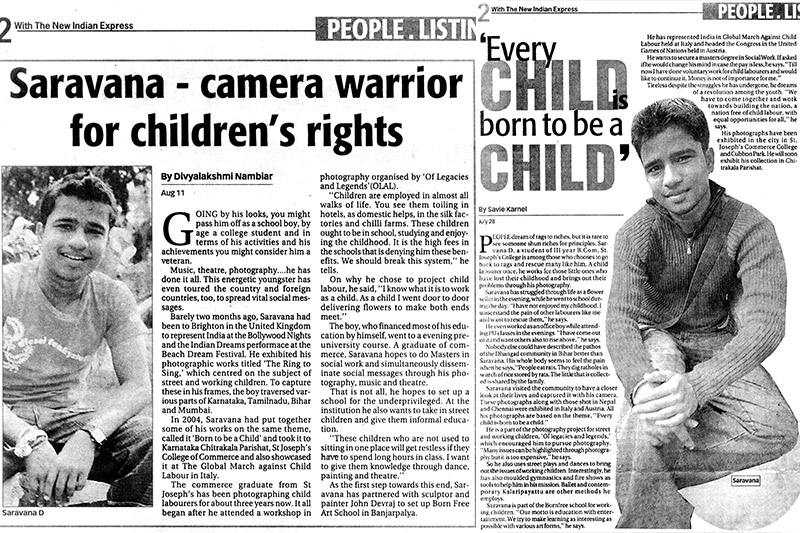 2 With The New Indian Express
PEOPLE.LISTIN
Saravana - camera warrior
for children's rights
By Divyalakshmi Nambiar
Aug 11
GOING by his looks, you might
pass him off as a school boy, by
age a college student and in
terms of his activities and his
achievements you might consider him a
veteran.
Music, theatre, photography....he has
done it all. This energetic youngster has
even toured the country and foreign
countries, too, to spread vital social mes-
sages.
Barely two months ago, Saravana had
been to Brighton in the United Kingdom
to represent India at the Bollywood Nights
and the Indian Dreams performace at the
Beach Dream Festival. He exhibited his
photographic works titled 'The Ring to
Sing,' which centred on the subject of
street and working children. To capture
these in his frames, the boy traversed var-
ious parts of Karnataka, Tamilnadu, Bihar
and Mumbai.
In 2004, Saravana had put together
some of his works on the same theme,
called it 'Born to be a Child' and took it to
Karnataka Chitrakala Parishat, St Joseph's
College of Commerce and also showcased
it at The Global March against Child
Labour in Italy.
The commerce graduate from St
Joseph's has been photographing child
labourers for about three years now. It all
began after he attended a workshop in
photography organised by 'Of Legacies
and Legends'(OLAL).
"Children are employed in almost all
walks of life. You see them toiling in
hotels, as domestic helps, in the silk fac-
tories and chilli farms. These children
ought to be in school, studying and enjoy-
ing the childhood. It is the high fees in
the schools that is denying him these ben-
efits. We should break this system," he
tells.
On why he chose to project child
labour, he said, "I know what it is to work
as a child. As a child I went door to door
delivering flowers to make both ends
meet."
The boy, who financed most of his edu-
cation by himself, went to a evening pre-
university course. A graduate of com-
merce, Saravana hopes to do Masters in
social work and simultaneously dissem-
inate social messages through his pho-
tography, music and theatre.
That is not all, he hopes to set up a
school for the underprivileged. At the
institution he also wants to take in street
children and give them informal educa-
tion.
"These children who are not used to
sitting in one place will get restless if they
have to spend long hours in class. I want
to give them knowledge through dance,
painting and theatre."
As the first step towards this end, Sar-
avana has partnered with sculptor and
painter John Devraj to set up Born Free
Art School in Banjarpalya.
Saravana D
2 With The New Indian Express
PEOPLE.LIS
'Every
CHILD is
born to be a
CHILD'
By Savie Karnel
July 28
PEOPLE dream of rags to riches, but it is rare to
see someone shun riches for principles. Sar-
vana D, a student of III year B.Com, St.
Joseph's College is among those who chooses to go
back to rags and rescue many like him. A child
labourer once, he works for those little ones who
have lost their childhood and brings out their
problems through his photography.
Saravana has struggled through life as a flower
seller in the evening, while he went to school dur-
ing the day. "I have not enjoyed my childhood. I
understand the pain of other labourers like me
and want to rescue them," he says.
He even worked as an office boy while attend-
ing PU classes in the evenings. "I have come out
of it and want others also to rise above," he says.
Nobody else could have described the pathos
of the Dhangad community in Bihar better than
Saravana. His whole body seems to feel the pain
when he says, "People eat rats. They dig ratholes in
search of rice stored by rats. The little that is collect-
ed is shared by the family.
Saravana visited the community to have a closer
look at their lives and captured it with his camera.
These photographs along with those shot in Nepal
and Chennai were exhibited in Italy and Austria. All
his photographs are based on the theme, "Every
child is born to be a child."
He is a part of the photography project for street
and working children, 'Of legacies and legends,'
which encouraged him to pursue photography.
"Many issues can be highlighted through photogra-
phy but it is too expensive," he says.
So he also uses street plays and dances to bring
out the issues of working children. Interestingly, he
has also moulded gymnastics and fire shows as
tools to help him in his mission. Ballet and contem-
porary Kalaripayattu are other methods he
employs.
Saravana is part of the Bornfree school for work-
ing children. "Our motto is education with enter-
tainment. We try to make learning as interesting as
possible with various art forms," he says.
He has represented India in Global March Against Child
Labour held at Italy and headed the Congress in the United
Games of Nations held in Austria.
He wants to secure a masters degree in Social Work. If asked
if he would change his mind in case the pay is less, he says, "Till
now I have done voluntary work for child labourers and would
like to continue it. Money is not of importance for me."
Tireless despite the struggles he has undergone, he dreams
of a revolution among the youth. "We
have to come together and work
towards building the nation, a
nation free of child labour, with
equal opportunities for all," he
says.
His photographs have been
exhibited in the city in St.
Joseph's Commerce College
and Cubbon Park. He will soon
exhibit his collection in Chi-
trakala Parishat.
Saravana